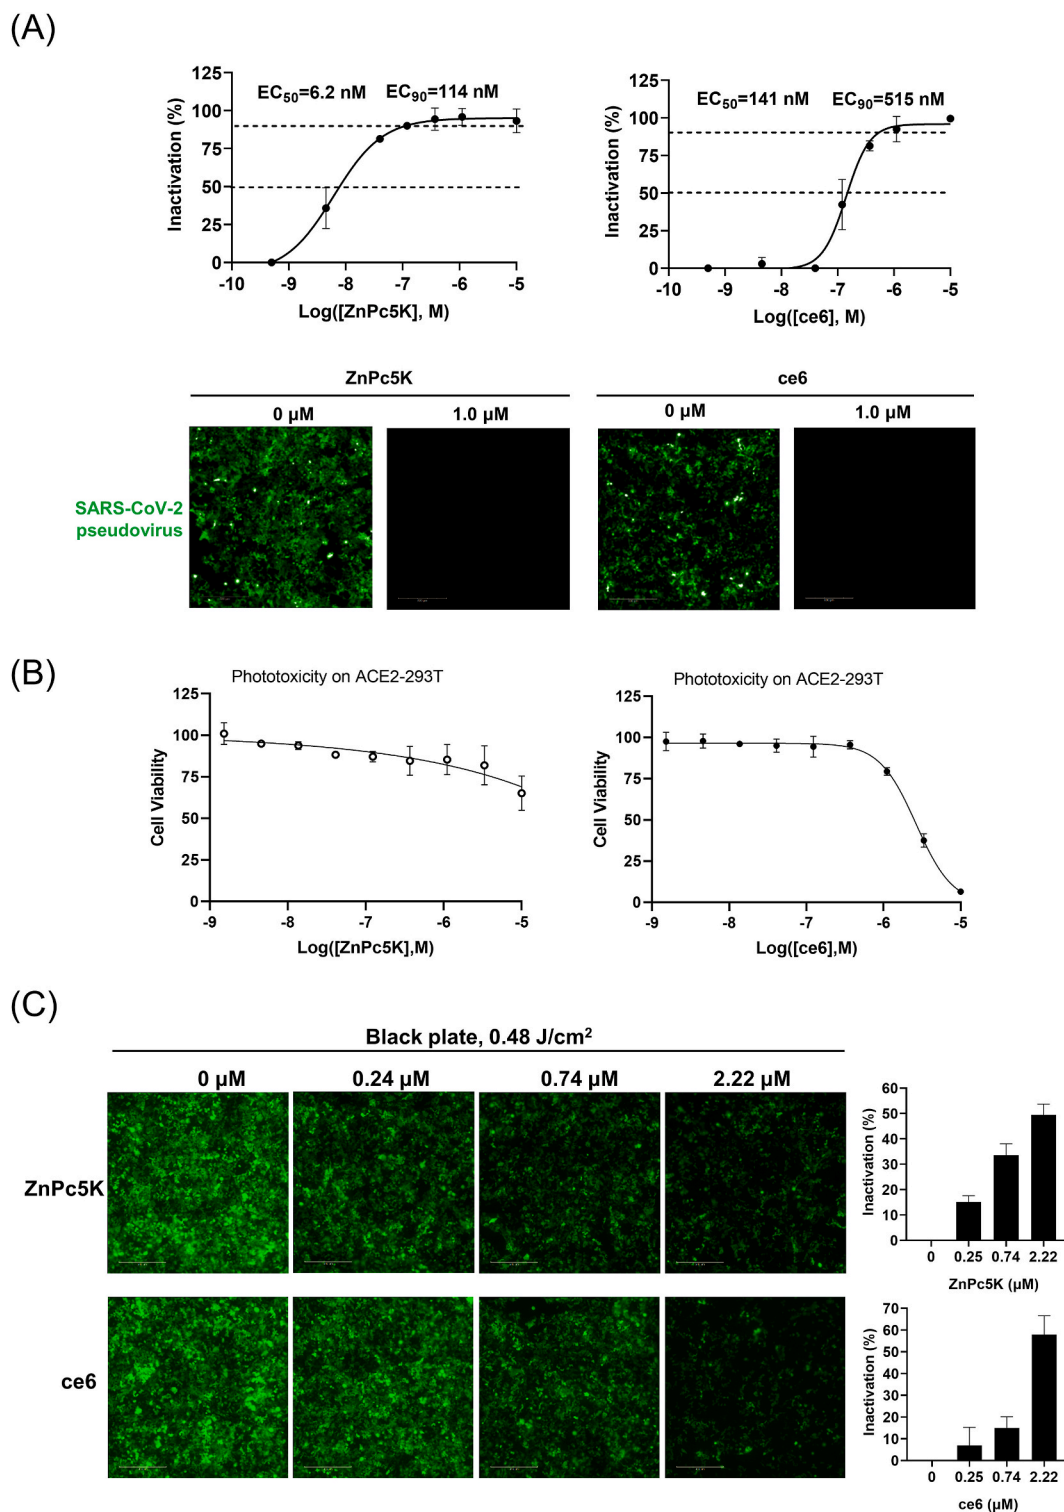 (A)
EC50=6.2 nM EC90=114 nM
Inactivation (%)
125
100
75
50
25
0
-10 -9 -8 -7 -6 -5
Log([ZnPc5K], M)
EC50=141 nM EC90=515 nM
Inactivation (%)
125
100
75
50
25
0
-10 -9 -8 -7 -6 -5
Log([ce6], M)
ZnPc5K ce6
0 µM 1.0 µM 0 µM 1.0 µM
SARS-CoV-2
pseudovirus
(B)
Phototoxicity on ACE2-293T
Cell Viability
125
100
75
50
25
0
-9 -8 -7 -6 -5
Log([ZnPc5K],M)
Phototoxicity on ACE2-293T
Cell Viability
125
100
75
50
25
0
-9 -8 -7 -6 -5
Log([ce6],M)
(C)
Black plate, 0.48 J/cm2
0 µM 0.24 µM 0.74 µM 2.22 µM
ZnPc5K
ce6
Inactivation (%)
60
50
40
30
20
10
0
0 0.25 0.74 2.22
ZnPc5K (µM)
Inactivation (%)
70
60
50
40
30
20
10
0
0 0.25 0.74 2.22
ce6 (µM)